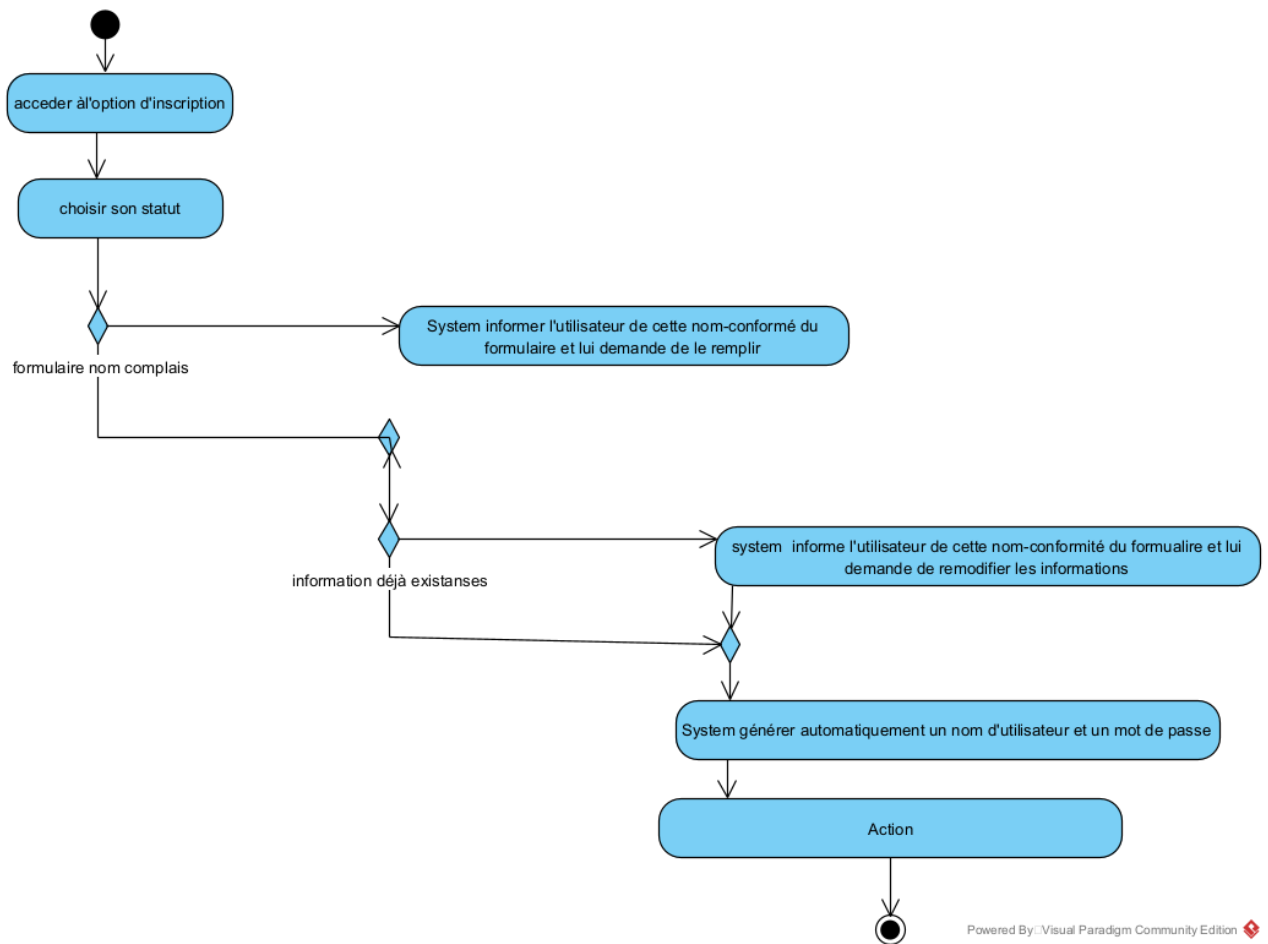 acceder àl'option d'inscription
choisir son statut
System informer l'utilisateur de cette nom-conformé du
formulaire et lui demande de le remplir
formulaire nom complais
system  informe l'utilisateur de cette nom-conformité du formualire et lui
demande de remodifier les informations
information déjà existanses
System générer automatiquement un nom d'utilisateur et un mot de passe
Action
Powered By Visual Paradigm Community Edition